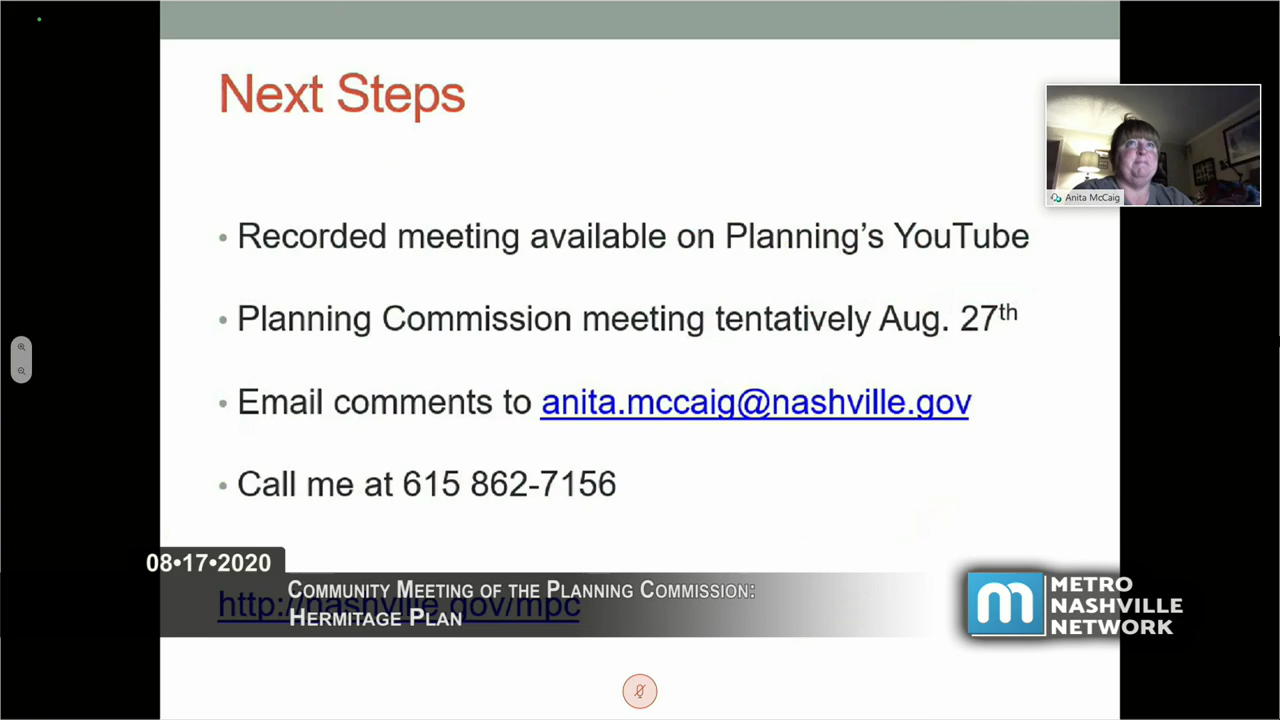 Next Steps
Anita McCaig
• Recorded meeting available on Planning's YouTube
• Planning Commission meeting tentatively Aug. 27th
• Email comments to anita.mccaig@nashville.gov
• Call me at 615 862-7156
08•17•2020
COMMUNITY MEETING OF THE PLANNING COMMISSION:
http://nashville.gov/mpc
HERMITAGE PLAN
METRO
NASHVILLE
NETWORK